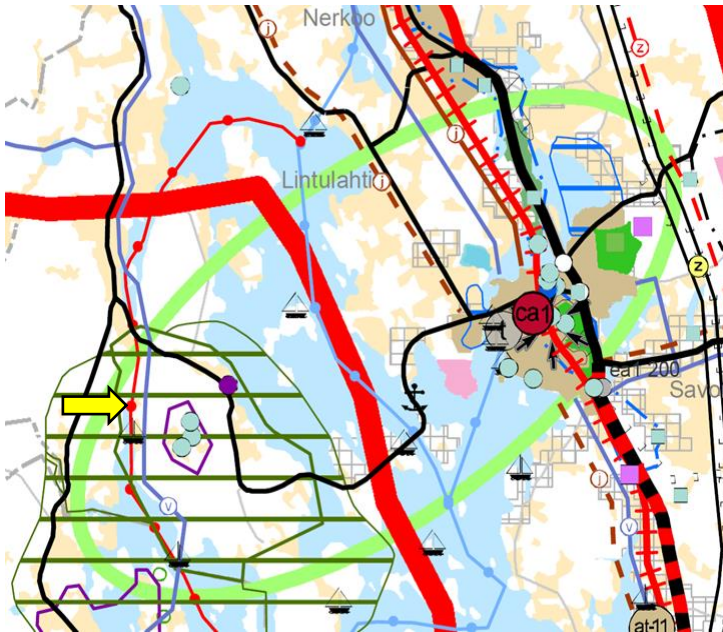 Nerkoo
j
z
j
Lintulahti
j
z
ca1
ea1 200
Savo
j
v
v
at-11